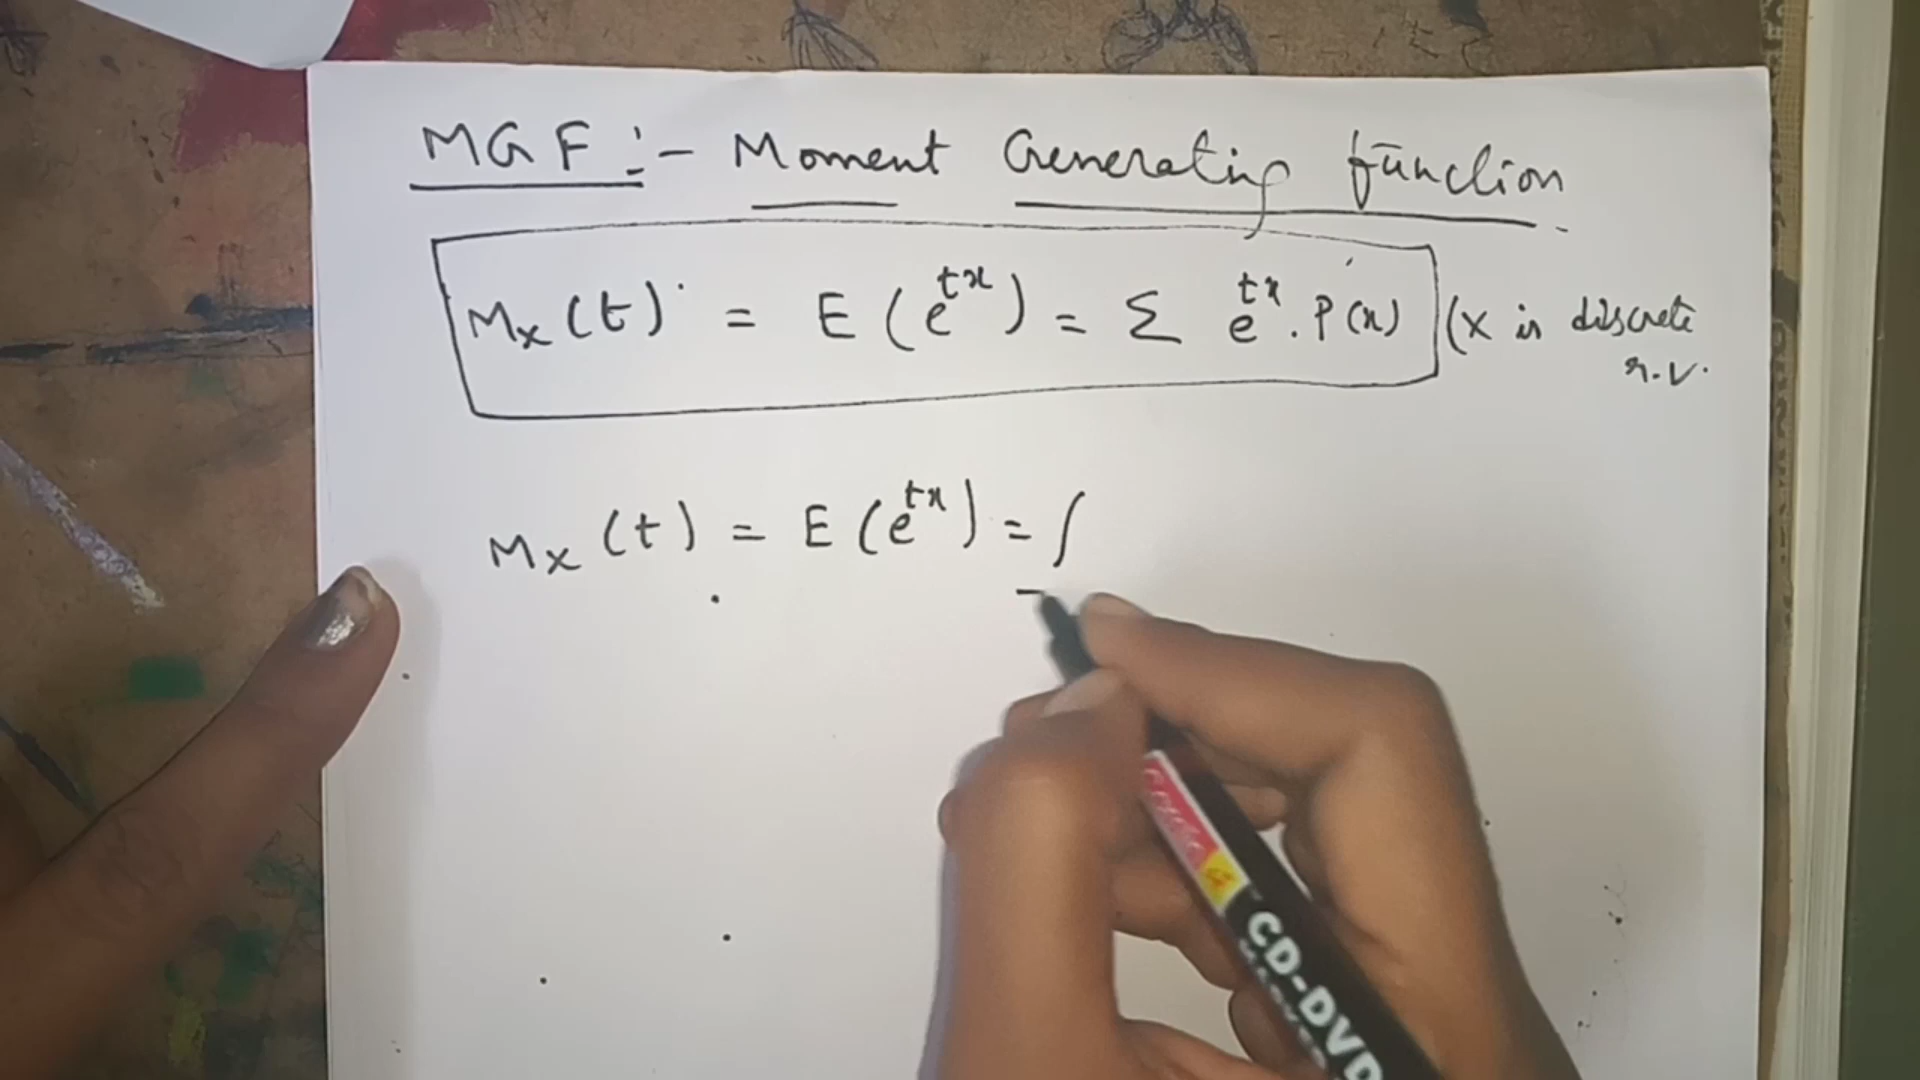 MGF :- Moment Generating function
Mx(t) = E(e^tx) = Σ e^tx . P(x) (X is discrete
r.v.
Mx(t) = E(e^tx) = ∫
CD-DVD